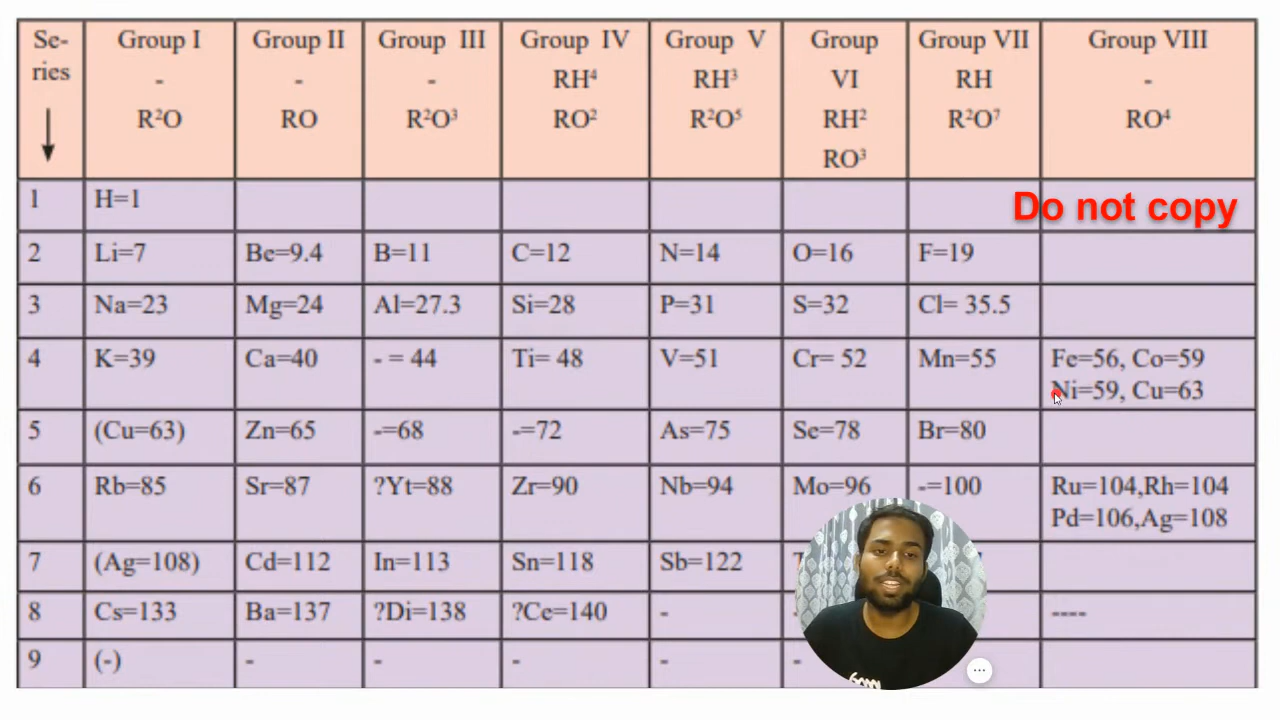 Se- Group I Group II Group III Group IV Group V Group Group VII Group VIII
ries - - - RH⁴ RH³ VI RH -
R²O RO R²O³ RO² R²O⁵ RH² R²O⁷ RO⁴
RO³
1 H=1
Do not copy
2 Li=7 Be=9.4 B=11 C=12 N=14 O=16 F=19
3 Na=23 Mg=24 Al=27.3 Si=28 P=31 S=32 Cl= 35.5
4 K=39 Ca=40 - = 44 Ti= 48 V=51 Cr= 52 Mn=55 Fe=56, Co=59
Ni=59, Cu=63
5 (Cu=63) Zn=65 -=68 -=72 As=75 Se=78 Br=80
6 Rb=85 Sr=87 ?Yt=88 Zr=90 Nb=94 Mo=96 -=100 Ru=104,Rh=104
Pd=106,Ag=108
7 (Ag=108) Cd=112 In=113 Sn=118 Sb=122
8 Cs=133 Ba=137 ?Di=138 ?Ce=140 - ----
9 (-) - - - - -